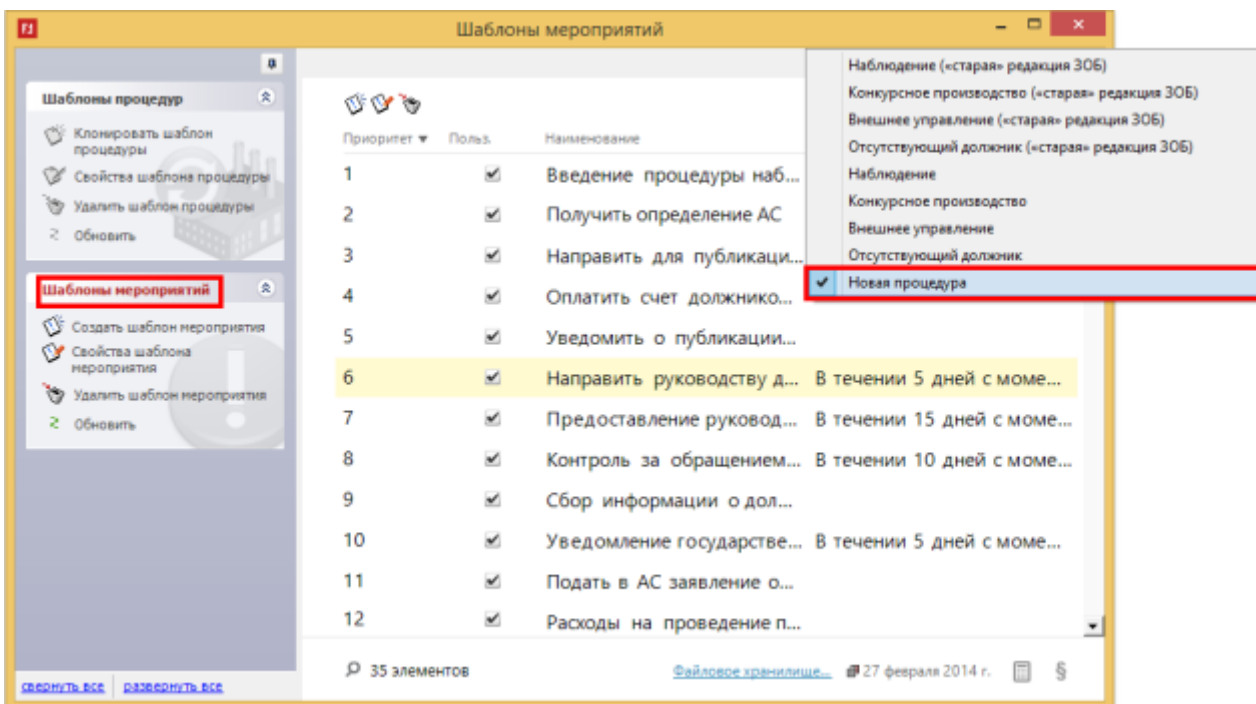 Шаблоны мероприятий
Шаблоны процедур
Клонировать шаблон
процедуры
Свойства шаблона процедуры
Удалить шаблон процедуры
Обновить
Шаблоны мероприятий
Создать шаблон мероприятия
Свойства шаблона
мероприятия
Удалить шаблон мероприятия
Обновить
свернуть все развернуть все
Приоритет Польз. Наименование
1 Введение процедуры наб...
2 Получить определение АС
3 Направить для публикаци...
4 Оплатить счет должнико...
5 Уведомить о публикации...
6 Направить руководству д... В течении 5 дней с моме...
7 Предоставление руковод... В течении 15 дней с моме...
8 Контроль за обращением... В течении 10 дней с моме...
9 Сбор информации о дол...
10 Уведомление государстве... В течении 5 дней с моме...
11 Подать в АС заявление о...
12 Расходы на проведение п...
35 элементов Файловое хранилище... 27 февраля 2014 г. §
Наблюдение («старая» редакция ЗОБ)
Конкурсное производство («старая» редакция ЗОБ)
Внешнее управление («старая» редакция ЗОБ)
Отсутствующий должник («старая» редакция ЗОБ)
Наблюдение
Конкурсное производство
Внешнее управление
Отсутствующий должник
Новая процедура